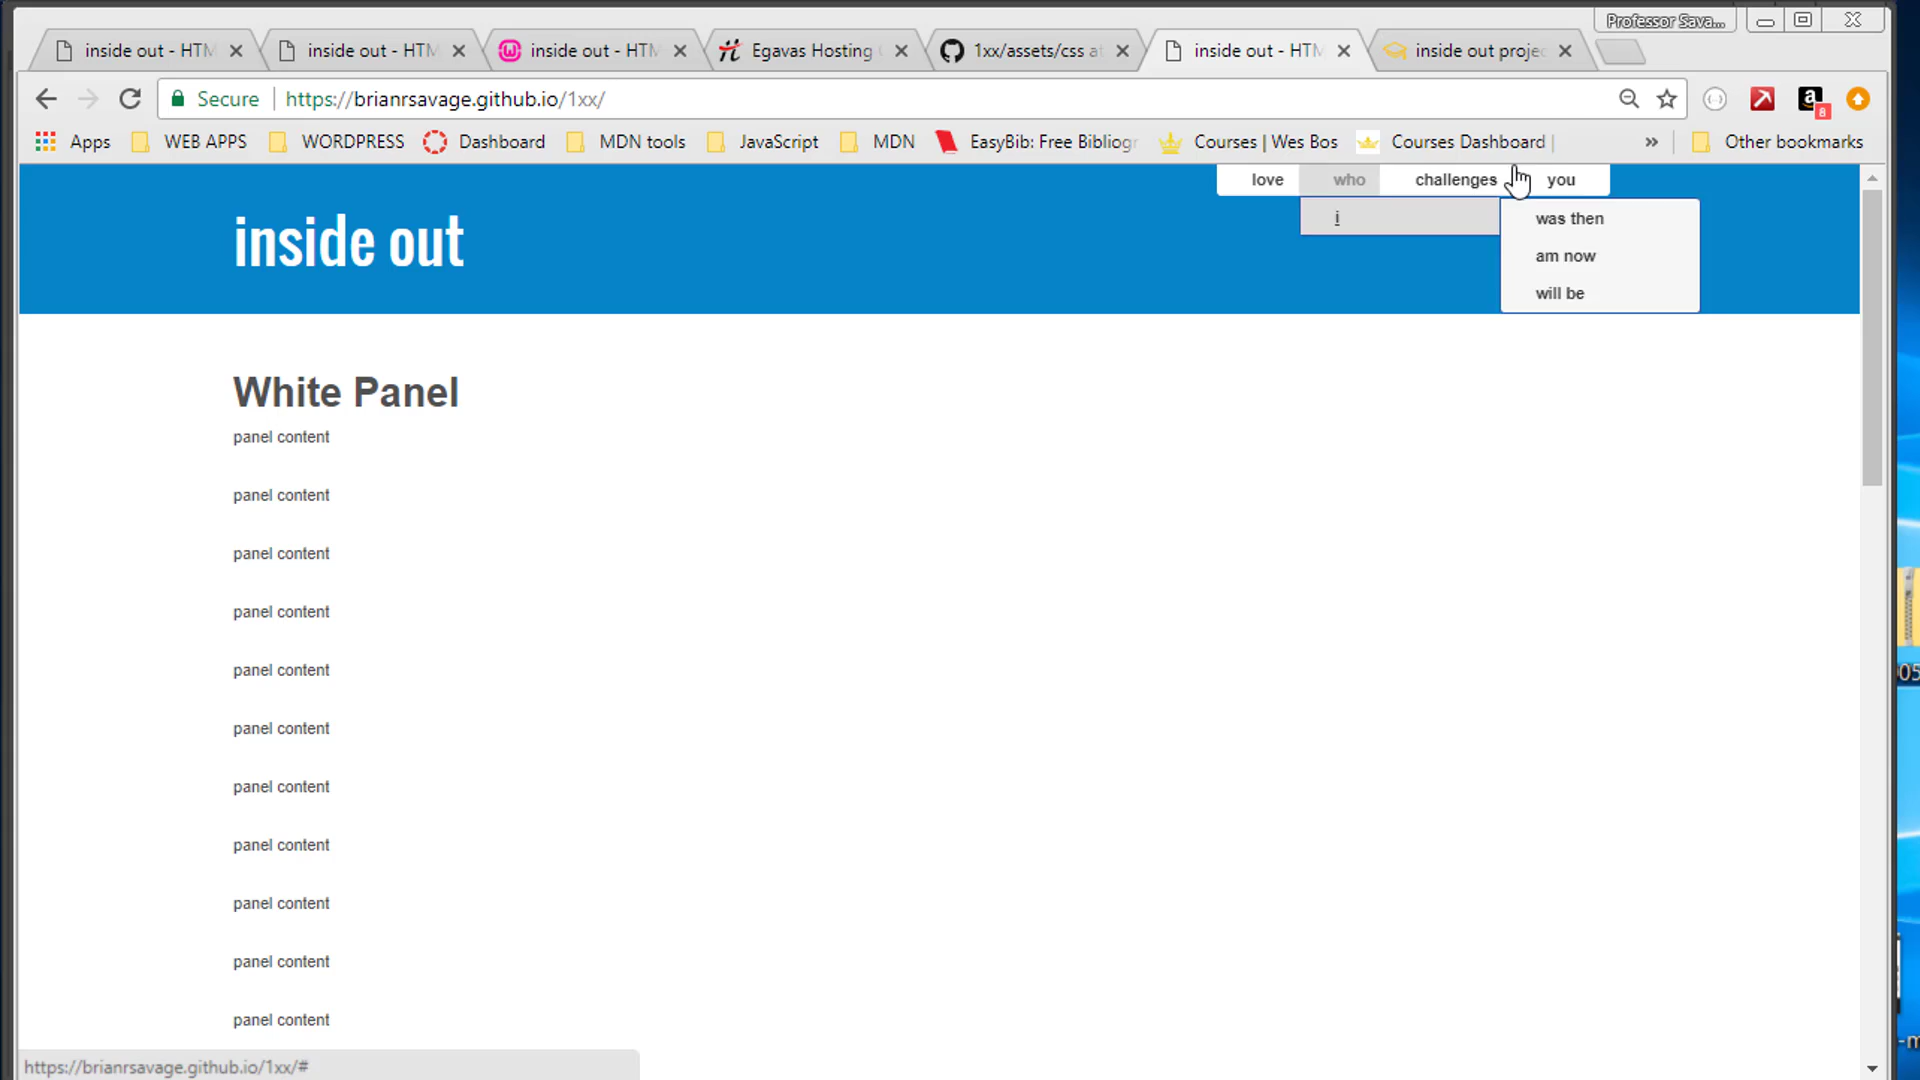 Professor Sava...
inside out - HTM
inside out - HTM
inside out - HTM
Egavas Hosting
1xx/assets/css at
inside out - HTM
inside out projec
Secure
https://brianrsavage.github.io/1xx/
8
Apps
WEB APPS
WORDPRESS
Dashboard
MDN tools
JavaScript
MDN
EasyBib: Free Bibliogr
Courses | Wes Bos
Courses Dashboard |
»
Other bookmarks
love
who
challenges
you
i
was then
am now
will be
inside out
White Panel
panel content
panel content
panel content
panel content
panel content
panel content
panel content
panel content
panel content
panel content
panel content
05
https://brianrsavage.github.io/1xx/#